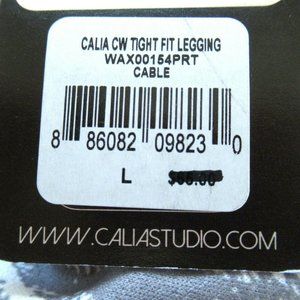 CALIA CW TIGHT FIT LEGGING
WAX00154PRT
CABLE
8 86082 09823 0
L
WWW.CALIASTUDIO.COM